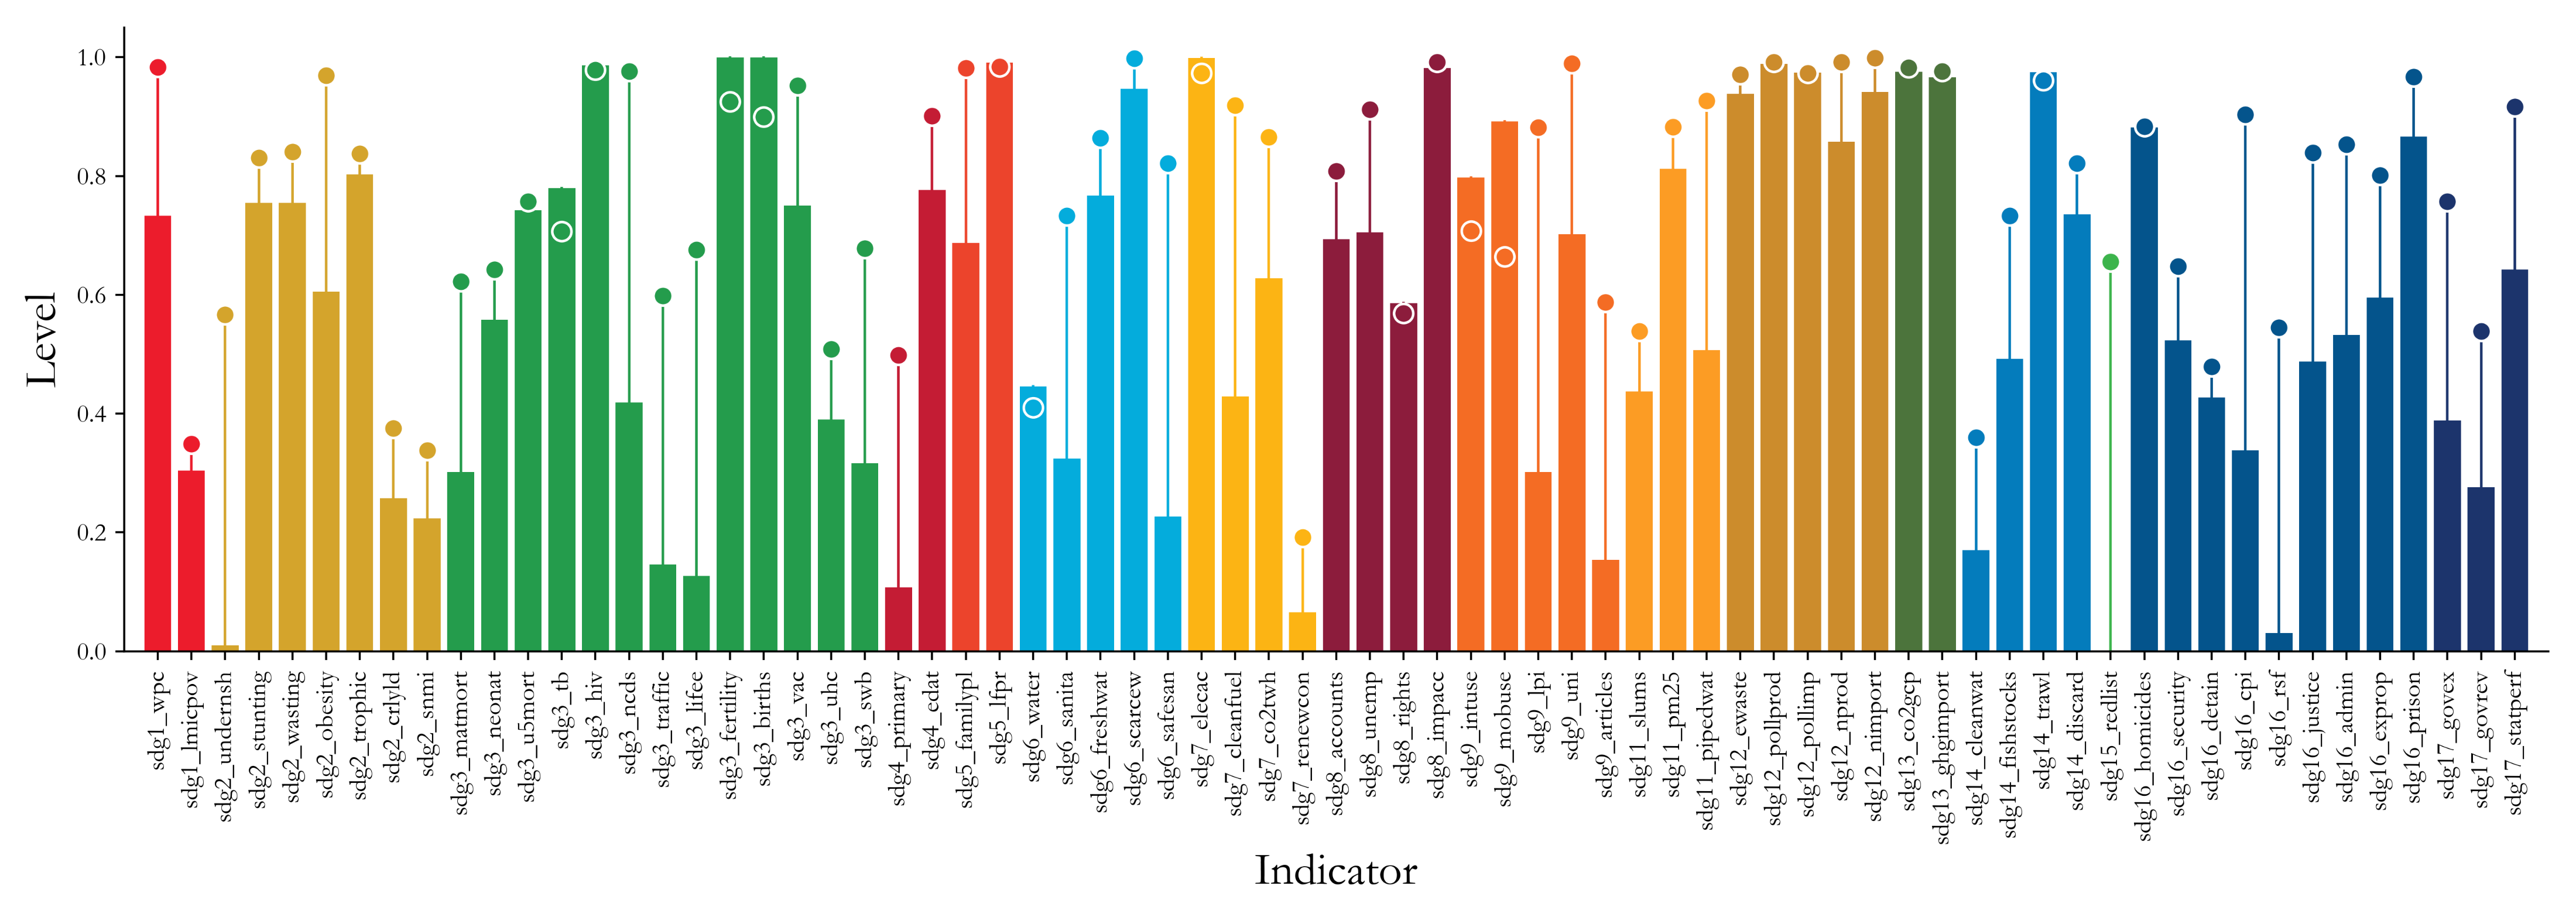 Level
1.0
0.8
0.6
0.4
0.2
0.0
sdg1_wpc
sdg1_lmicpov
sdg2_undernsh
sdg2_stunting
sdg2_wasting
sdg2_obesity
sdg2_trophic
sdg2_crlyld
sdg2_snmi
sdg3_matmort
sdg3_neonat
sdg3_u5mort
sdg3_tb
sdg3_hiv
sdg3_ncds
sdg3_traffic
sdg3_lifee
sdg3_fertility
sdg3_births
sdg3_vac
sdg3_uhc
sdg3_swb
sdg4_primary
sdg4_edat
sdg5_familypl
sdg5_lfpr
sdg6_water
sdg6_sanita
sdg6_freshwat
sdg6_scarcew
sdg6_safesan
sdg7_elecac
sdg7_cleanfuel
sdg7_co2twh
sdg7_renewcon
sdg8_accounts
sdg8_unemp
sdg8_rights
sdg8_impacc
sdg9_intuse
sdg9_mobuse
sdg9_lpi
sdg9_uni
sdg9_articles
sdg11_slums
sdg11_pm25
sdg11_pipedwat
sdg12_ewaste
sdg12_pollprod
sdg12_pollimp
sdg12_nprod
sdg12_nimport
sdg13_co2gcp
sdg13_ghgimport
sdg14_cleanwat
sdg14_fishstocks
sdg14_trawl
sdg14_discard
sdg15_redlist
sdg16_homicides
sdg16_security
sdg16_detain
sdg16_cpi
sdg16_rsf
sdg16_justice
sdg16_admin
sdg16_exprop
sdg16_prison
sdg17_govex
sdg17_govrev
sdg17_statperf
Indicator